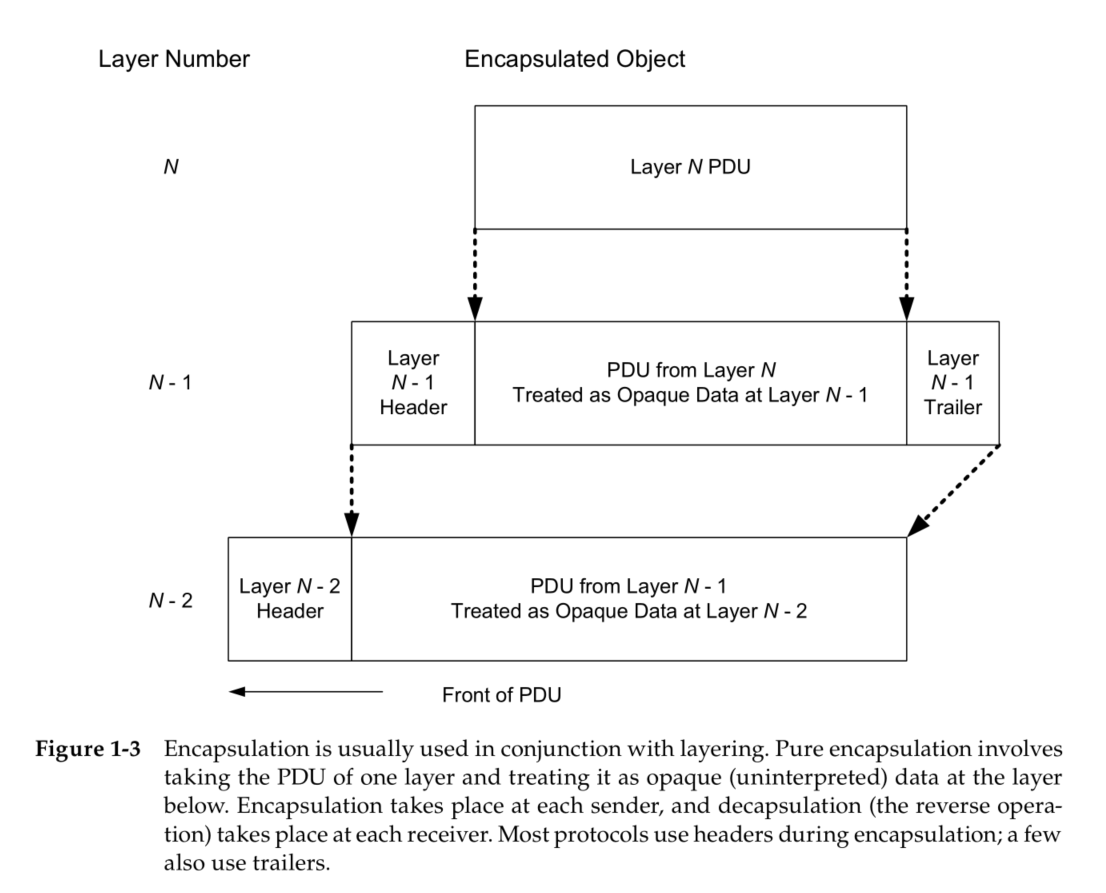 Layer Number
Encapsulated Object
N
Layer N PDU
N - 1
Layer
N - 1
Header
PDU from Layer N
Treated as Opaque Data at Layer N - 1
Layer
N - 1
Trailer
N - 2
Layer N - 2
Header
PDU from Layer N - 1
Treated as Opaque Data at Layer N - 2
Front of PDU
Figure 1-3 Encapsulation is usually used in conjunction with layering. Pure encapsulation involves
taking the PDU of one layer and treating it as opaque (uninterpreted) data at the layer
below. Encapsulation takes place at each sender, and decapsulation (the reverse opera-
tion) takes place at each receiver. Most protocols use headers during encapsulation; a few
also use trailers.